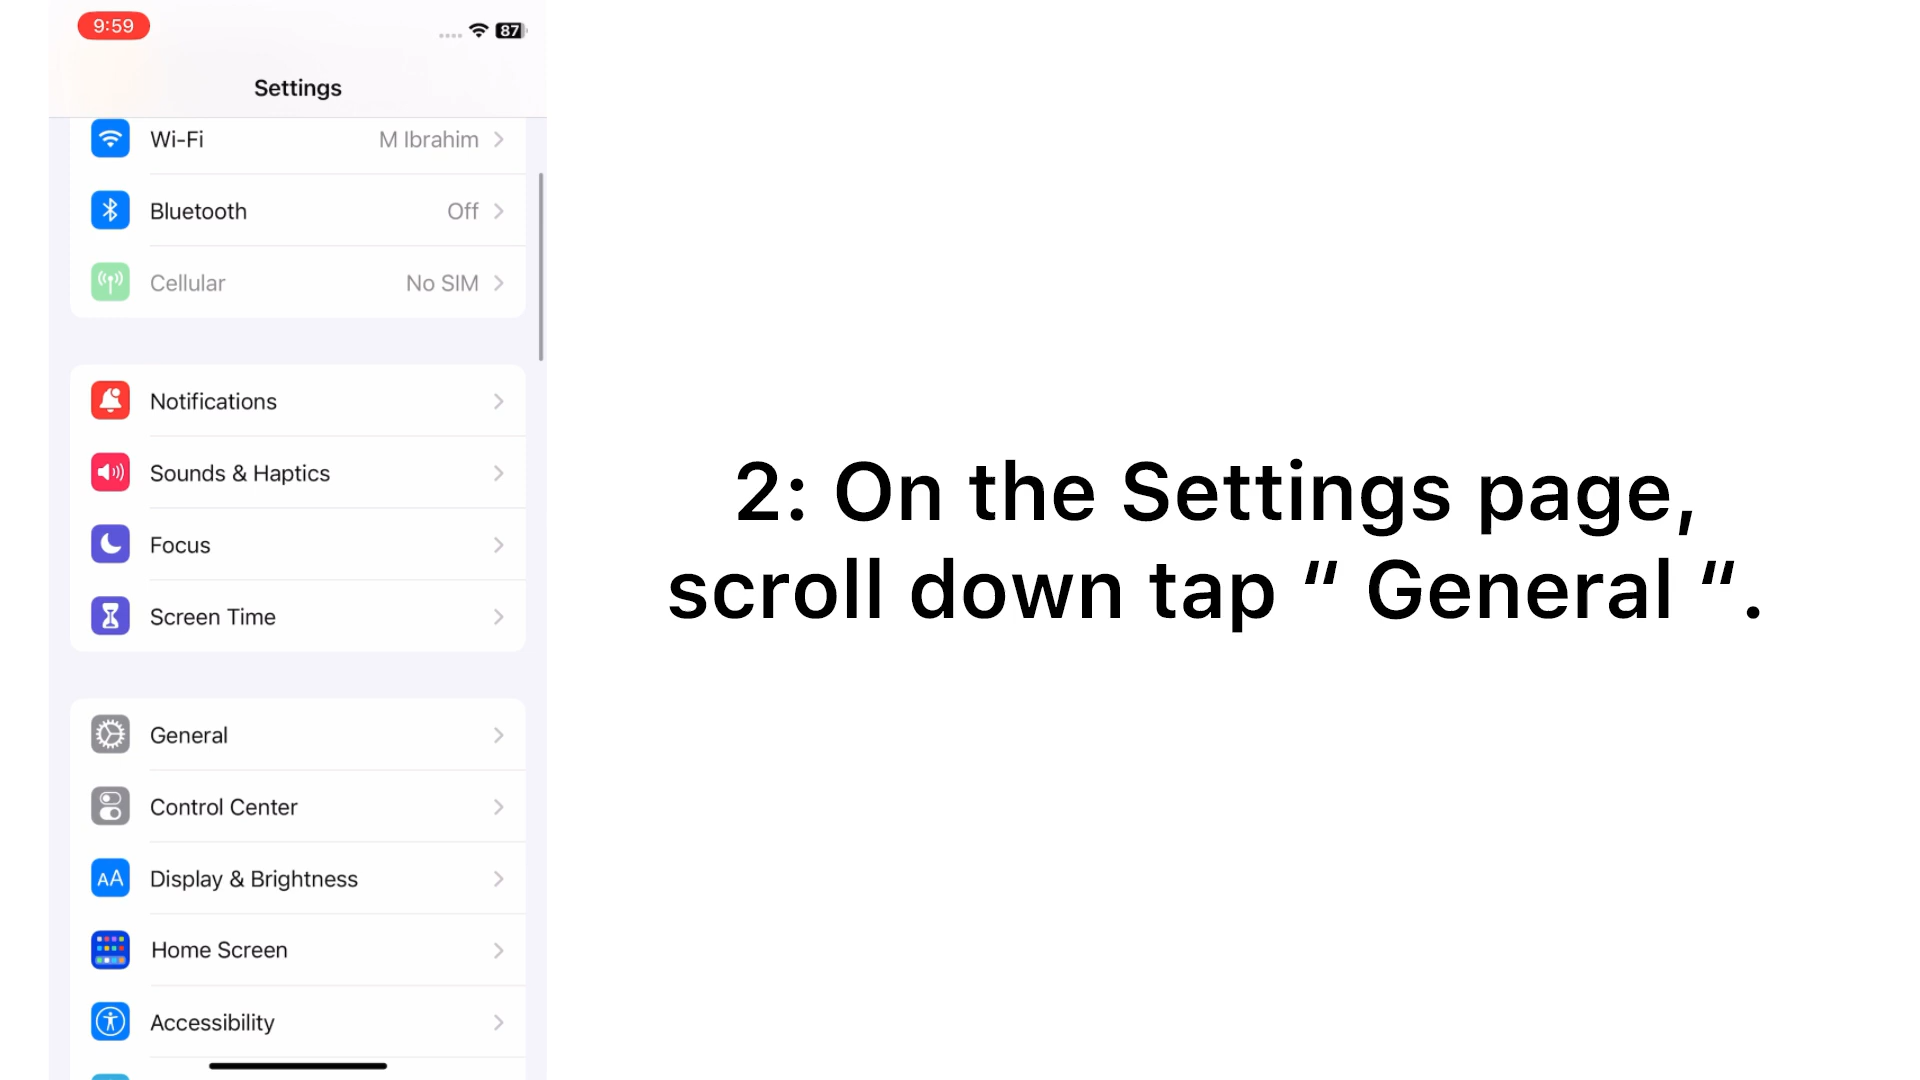 9:59
87
Settings
Wi-Fi M Ibrahim
Bluetooth Off
Cellular No SIM
Notifications
Sounds & Haptics
Focus
Screen Time
General
Control Center
AA Display & Brightness
Home Screen
Accessibility
2: On the Settings page,
scroll down tap “ General “.